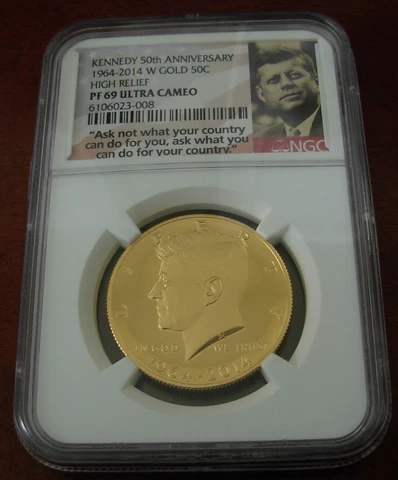 KENNEDY 50th ANNIVERSARY
1964-2014 W GOLD 50C
HIGH RELIEF
PF 69 ULTRA CAMEO
6106023-008
"Ask not what your country
can do for you, ask what you
can do for your country."
NGC
LIBERTY
IN GOD WE TRUST
1964-2014